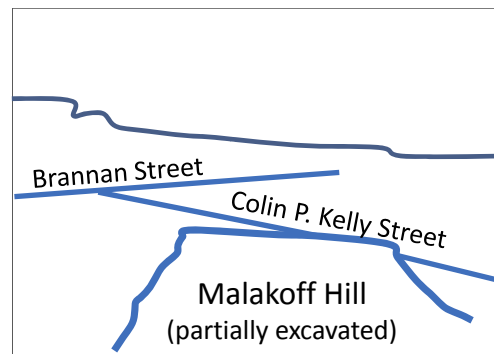 Brannan Street
Colin P. Kelly Street
Malakoff Hill
(partially excavated)